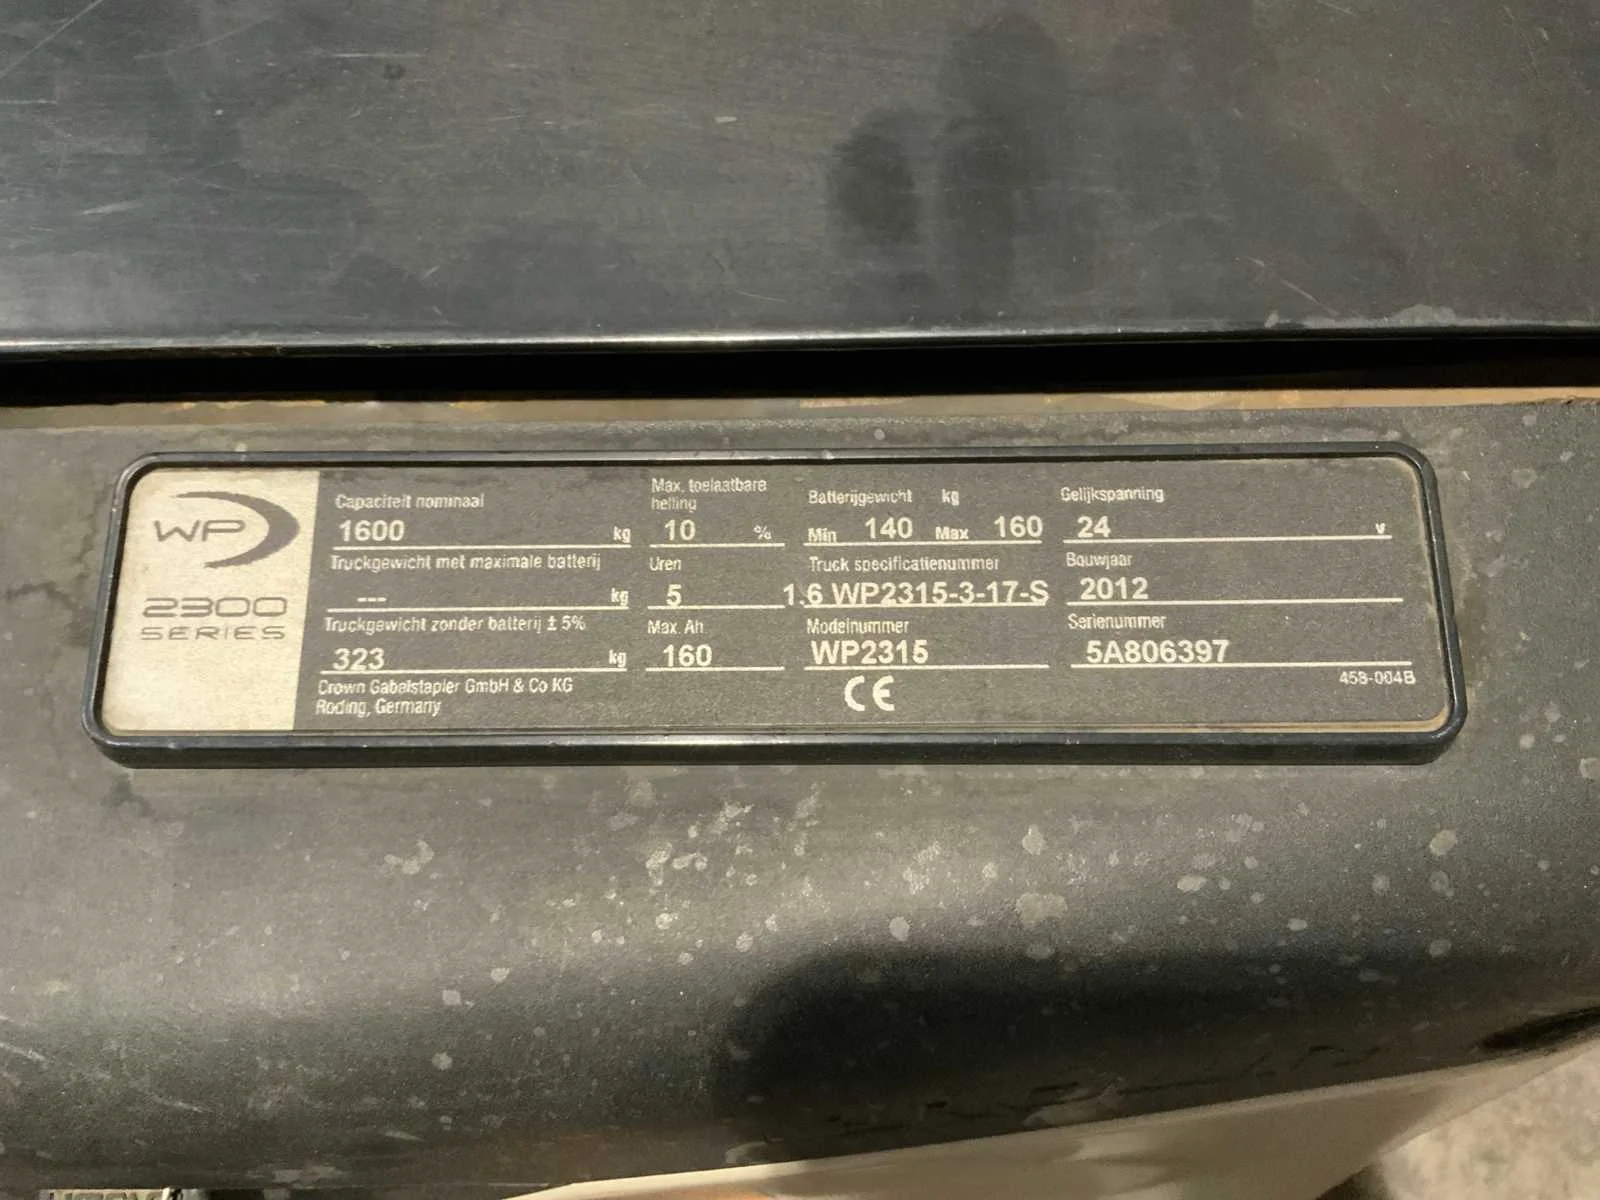 WP
2300
SERIES
Capaciteit nominaal
1600 kg
Truckgewicht met maximale batterij
--- kg
Truckgewicht zonder batterij ± 5%
323 kg
Crown Gabelstapler GmbH & Co KG
Roding, Germany
Max. toelaatbare
helling
10 %
Uren
5
Max. Ah
160
Batterijgewicht kg
Min 140 Max 160
Truck specificatienummer
1.6 WP2315-3-17-S
Modelnummer
WP2315
CE
Gelijkspanning
24 V
Bouwjaar
2012
Serienummer
5A806397
458-004B